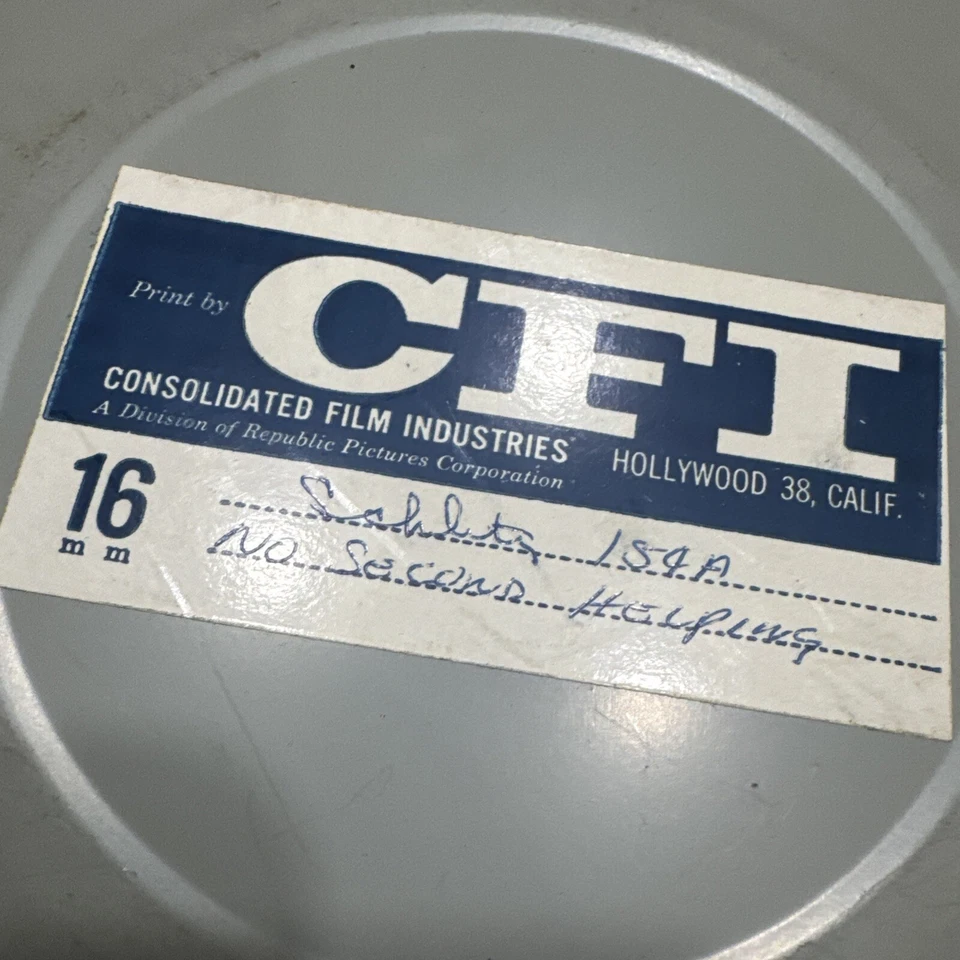 Print by CFI
CONSOLIDATED FILM INDUSTRIES
A Division of Republic Pictures Corporation
HOLLYWOOD 38, CALIF.
16
mm
Schlitz 154A
NO SECOND HELPING